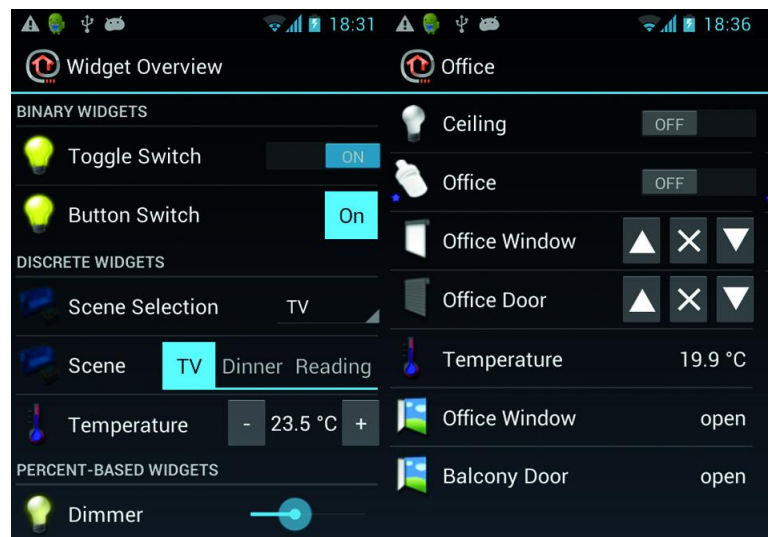 18:31
Widget Overview
BINARY WIDGETS
Toggle Switch ON
Button Switch On
DISCRETE WIDGETS
Scene Selection TV
Scene TV Dinner Reading
Temperature - 23.5 °C +
PERCENT-BASED WIDGETS
Dimmer
18:36
Office
Ceiling OFF
Office OFF
Office Window
Office Door
Temperature 19.9 °C
Office Window open
Balcony Door open